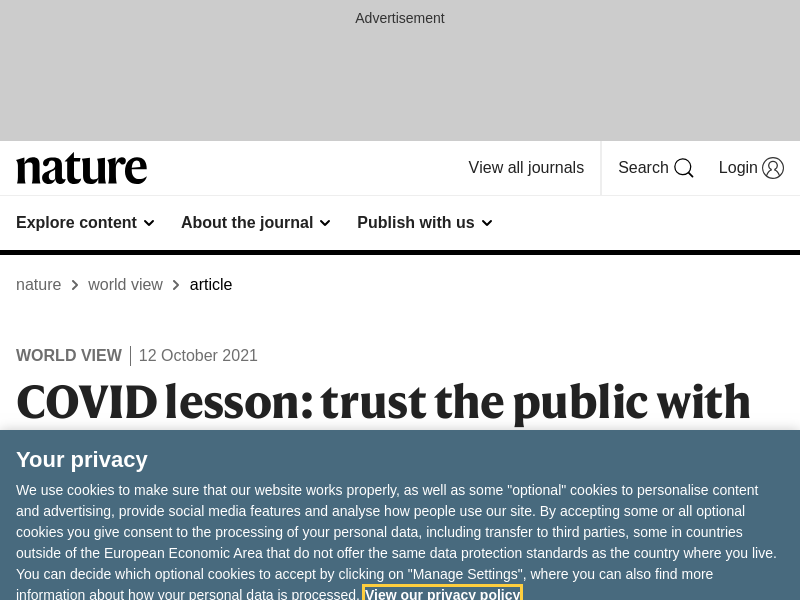 Advertisement
nature
View all journals
Search
Login
Explore content
About the journal
Publish with us
nature
world view
article
WORLD VIEW
12 October 2021
COVID lesson: trust the public with
Your privacy
We use cookies to make sure that our website works properly, as well as some "optional" cookies to personalise content
and advertising, provide social media features and analyse how people use our site. By accepting some or all optional
cookies you give consent to the processing of your personal data, including transfer to third parties, some in countries
outside of the European Economic Area that do not offer the same data protection standards as the country where you live.
You can decide which optional cookies to accept by clicking on "Manage Settings", where you can also find more
information about how your personal data is processed. View our privacy policy